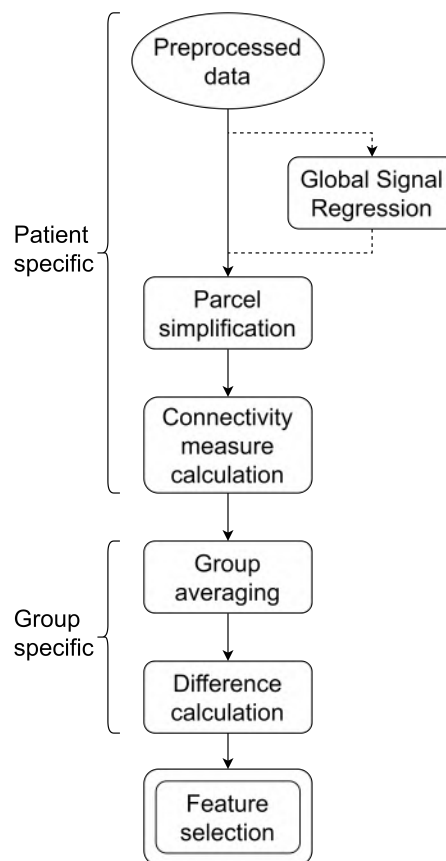 Preprocessed
data
Global Signal
Regression
Patient
specific
Parcel
simplification
Connectivity
measure
calculation
Group
averaging
Group
specific
Difference
calculation
Feature
selection